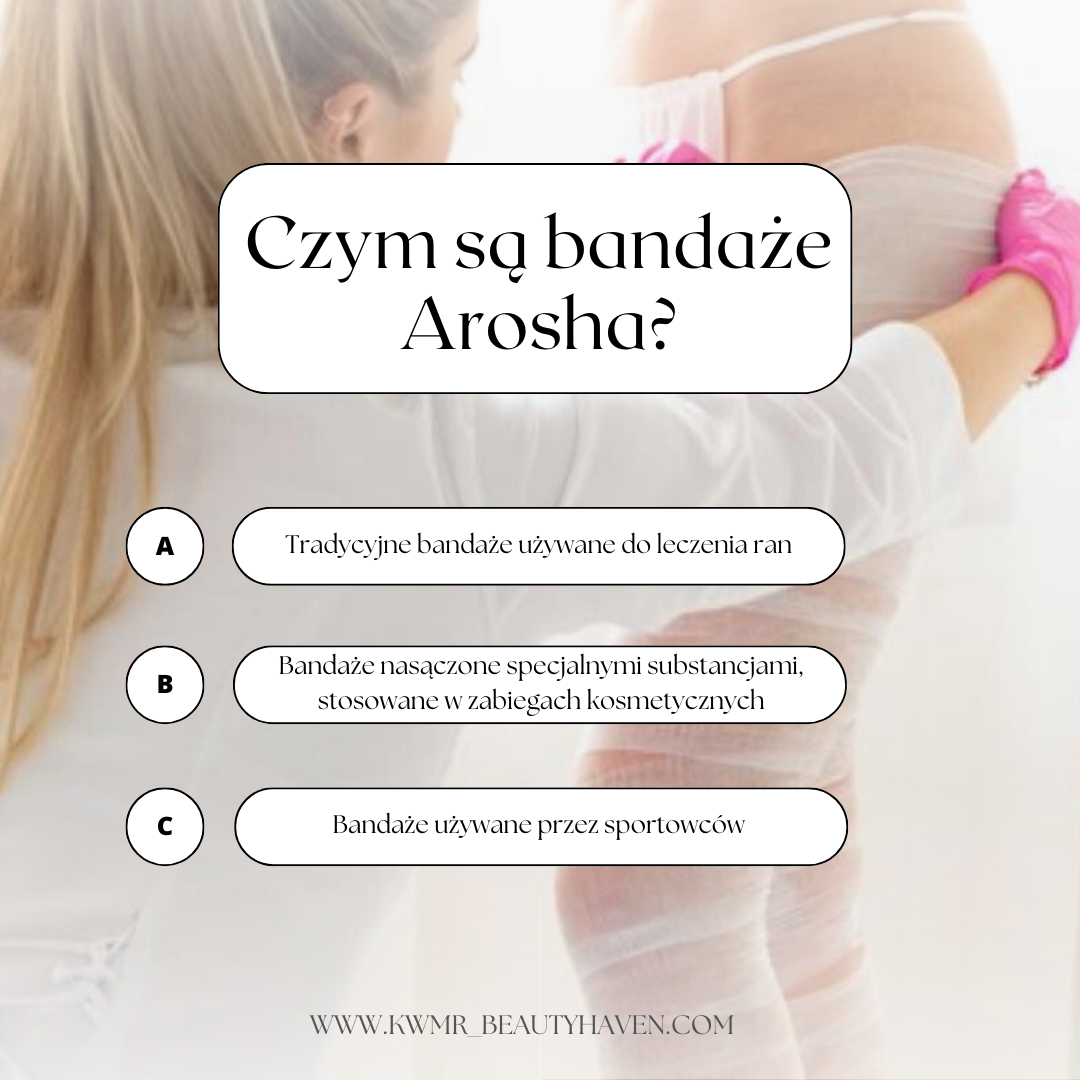 Czym są bandaże
Arosha?
A
Tradycyjne bandaże używane do leczenia ran
B
Bandaże nasączone specjalnymi substancjami,
stosowane w zabiegach kosmetycznych
C
Bandaże używane przez sportowców
WWW.KWMR_BEAUTYHAVEN.COM